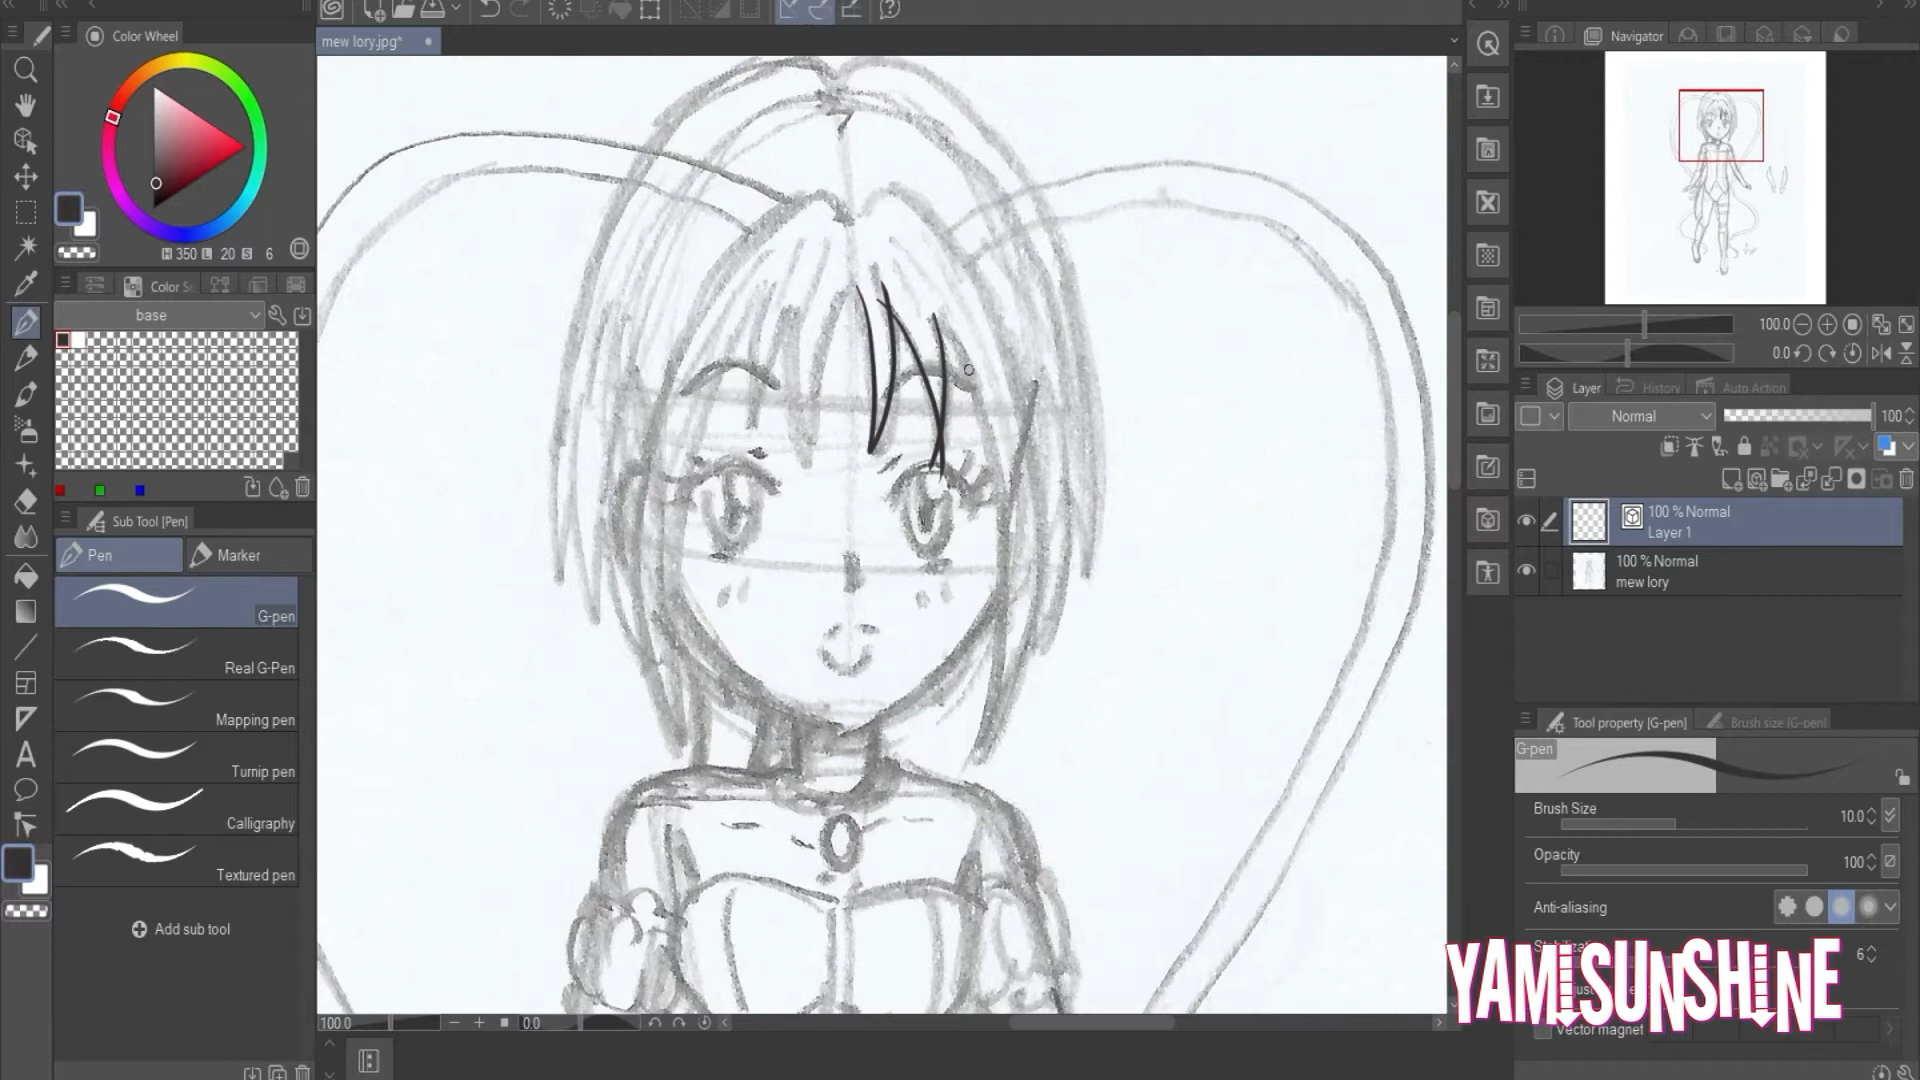 Color Wheel
mew lory.jpg*
Navigator
H 350 L 20 S 6
Color Se
base
100.0
0.0
Layer
History
Auto Action
Normal
100
100 % Normal
Layer 1
100 % Normal
mew lory
Sub Tool [Pen]
Pen
Marker
G-pen
Real G-Pen
Mapping pen
Turnip pen
Calligraphy
Textured pen
Add sub tool
Tool property [G-pen]
Brush size [G-pen]
G-pen
Brush Size
10.0
Opacity
100
Anti-aliasing
6
YAMISUNSHINE
Vector magnet
100.0
0.0